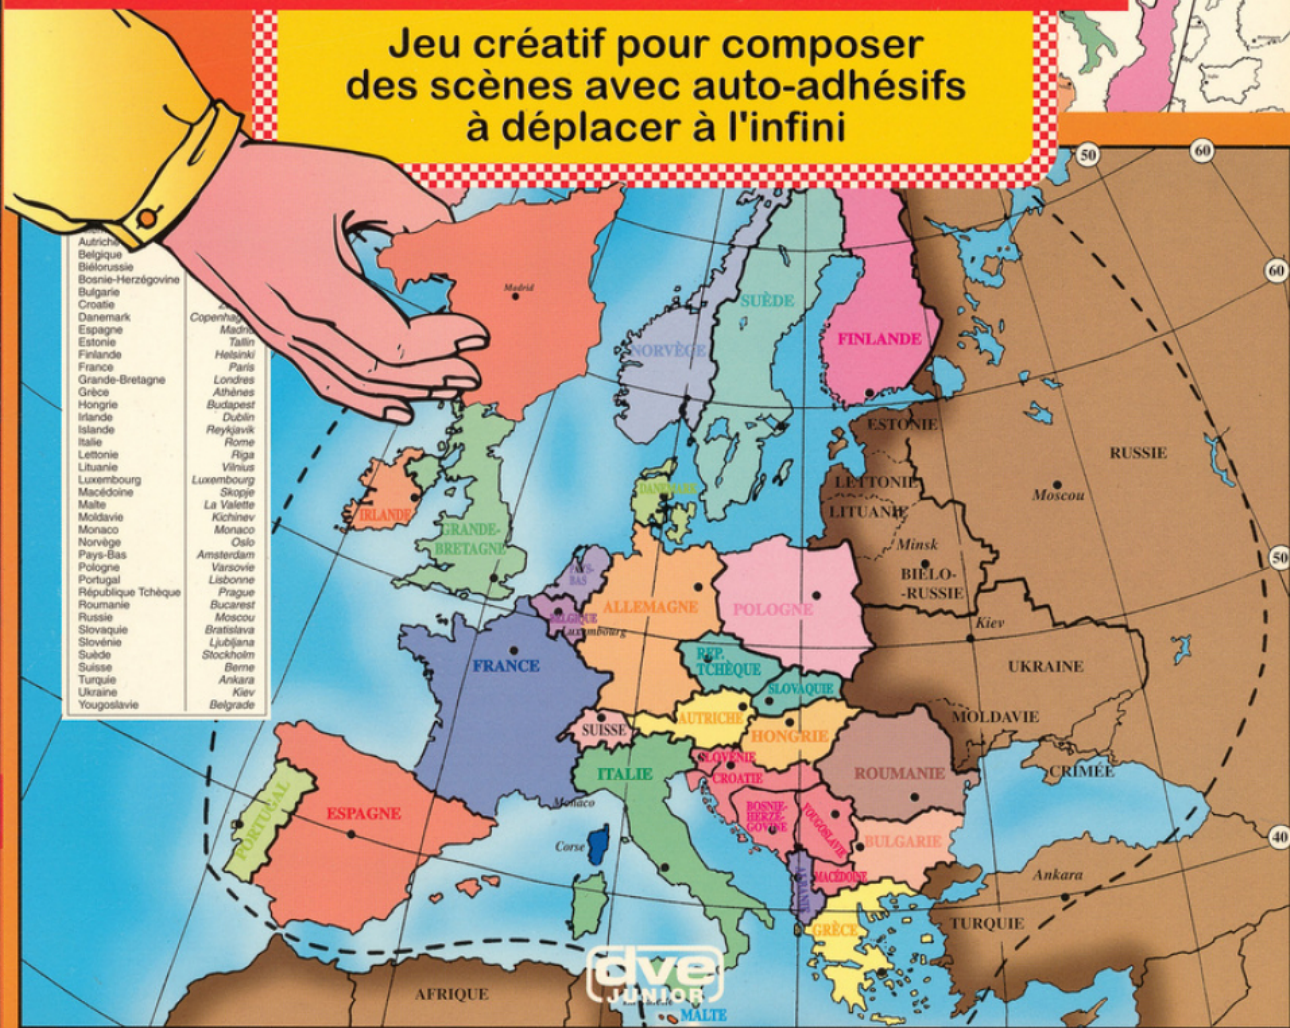 Jeu créatif pour composer
des scènes avec auto-adhésifs
à déplacer à l'infini
50
60
60
50
40
Autriche
Belgique
Biélorussie
Bosnie-Herzégovine
Bulgarie
Croatie
Danemark Copenhag
Espagne Madrid
Estonie Tallin
Finlande Helsinki
France Paris
Grande-Bretagne Londres
Grèce Athènes
Hongrie Budapest
Irlande Dublin
Islande Reykjavik
Italie Rome
Lettonie Riga
Lituanie Vilnius
Luxembourg Luxembourg
Macédoine Skopje
Malte La Valette
Moldavie Kichinev
Monaco Monaco
Norvège Oslo
Pays-Bas Amsterdam
Pologne Varsovie
Portugal Lisbonne
République Tchèque Prague
Roumanie Bucarest
Russie Moscou
Slovaquie Bratislava
Slovénie Ljubljana
Suède Stockholm
Suisse Berne
Turquie Ankara
Ukraine Kiev
Yougoslavie Belgrade
Madrid
SUÈDE
NORVÈGE
FINLANDE
ESTONIE
RUSSIE
LETTONIE
Moscou
LITUANIE
IRLANDE
DANEMARK
GRANDE-
BRETAGNE
Minsk
BIÉLO-
-RUSSIE
PAYS-
BAS
ALLEMAGNE
POLOGNE
BELGIQUE
Luxembourg
Kiev
FRANCE
RÉP.
TCHÈQUE
UKRAINE
SLOVAQUIE
SUISSE
AUTRICHE
HONGRIE
MOLDAVIE
SLOVÉNIE
ITALIE
CROATIE
ROUMANIE
CRIMÉE
Monaco
PORTUGAL
ESPAGNE
BOSNIE-
HERZÉ-
GOVINE
YOUGOSLAVIE
BULGARIE
Corse
ALBANIE
MACÉDOINE
Ankara
GRÈCE
TURQUIE
AFRIQUE
dve
JUNIOR
MALTE